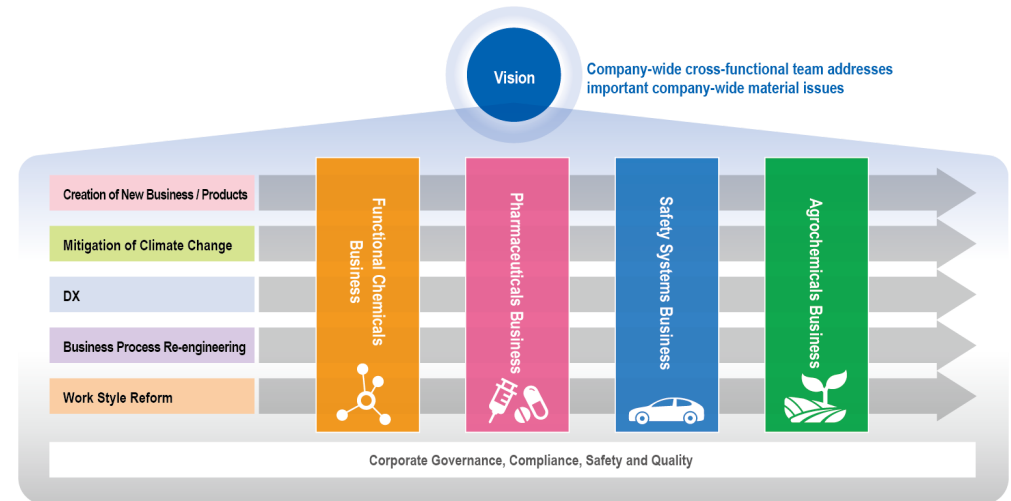 Vision
Company-wide cross-functional team addresses
important company-wide material issues
Creation of New Business / Products
Mitigation of Climate Change
DX
Business Process Re-engineering
Work Style Reform
Functional Chemicals
Business
Pharmaceuticals Business
Safety Systems Business
Agrochemicals Business
Corporate Governance, Compliance, Safety and Quality